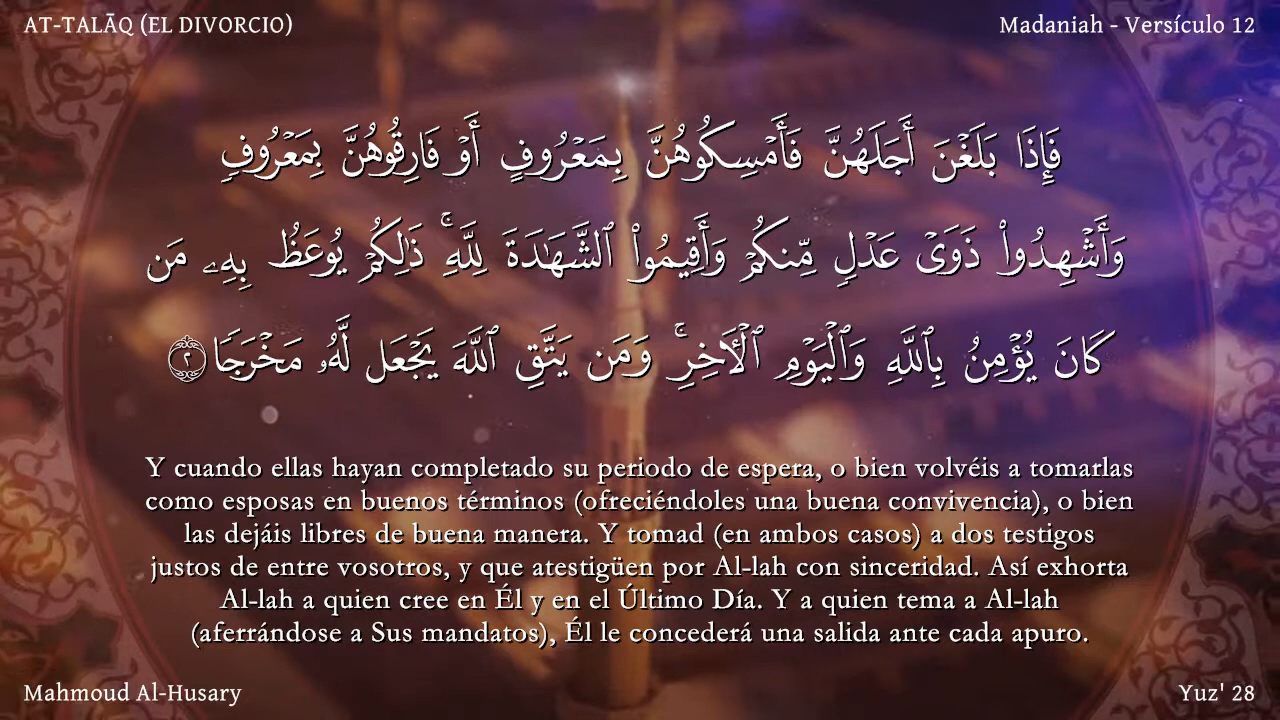 AT-TALĀQ (EL DIVORCIO)
Madaniah - Versículo 12
فَإِذَا بَلَغْنَ أَجَلَهُنَّ فَأَمْسِكُوهُنَّ بِمَعْرُوفٍ أَوْ فَارِقُوهُنَّ بِمَعْرُوفٍ
وَأَشْهِدُوا۟ ذَوَىْ عَدْلٍ مِّنكُمْ وَأَقِيمُوا۟ ٱلشَّهَـٰدَةَ لِلَّهِ ۚ ذَٰلِكُمْ يُوعَظُ بِهِۦ مَن
كَانَ يُؤْمِنُ بِٱللَّهِ وَٱلْيَوْمِ ٱلْـَٔاخِرِ ۚ وَمَن يَتَّقِ ٱللَّهَ يَجْعَل لَّهُۥ مَخْرَجًا ٢
Y cuando ellas hayan completado su periodo de espera, o bien volvéis a tomarlas
como esposas en buenos términos (ofreciéndoles una buena convivencia), o bien
las dejáis libres de buena manera. Y tomad (en ambos casos) a dos testigos
justos de entre vosotros, y que atestigüen por Al-lah con sinceridad. Así exhorta
Al-lah a quien cree en Él y en el Último Día. Y a quien tema a Al-lah
(aferrándose a Sus mandatos), Él le concederá una salida ante cada apuro.
Mahmoud Al-Husary
Yuz' 28